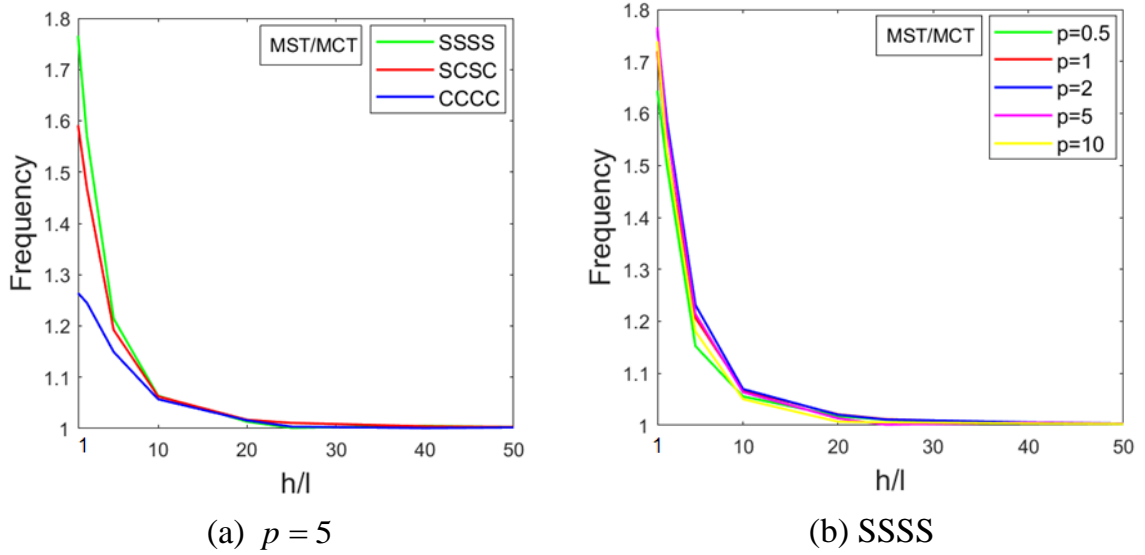 1.8
1.7
1.6
1.5
1.4
1.3
1.2
1.1
1
Frequency
MST/MCT
SSSS
SCSC
CCCC
1 10 20 30 40 50
h/l
(a) p = 5
1.8
1.7
1.6
1.5
1.4
1.3
1.2
1.1
1
Frequency
MST/MCT
p=0.5
p=1
p=2
p=5
p=10
1 10 20 30 40 50
h/l
(b) SSSS